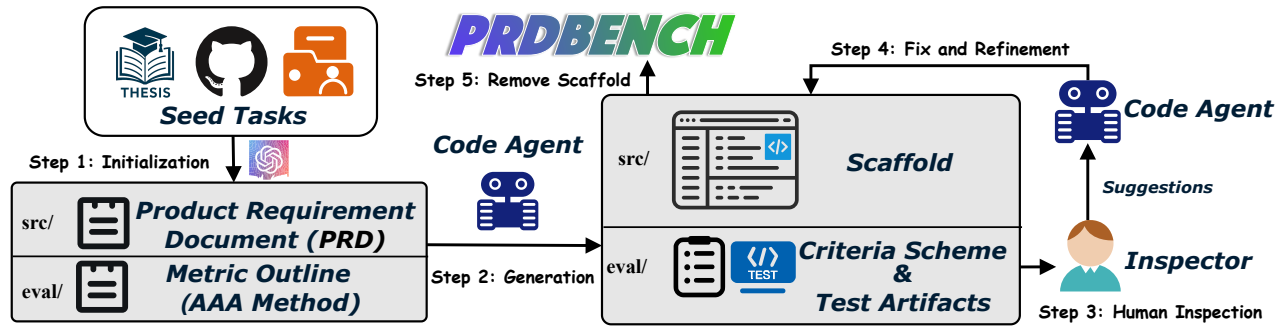 THESIS
Seed Tasks
Step 1: Initialization
src/
Product Requirement
Document (PRD)
eval/
Metric Outline
(AAA Method)
Code Agent
Step 2: Generation
PRDBENCH
Step 5: Remove Scaffold
src/
</>
Scaffold
eval/
</>
TEST
Criteria Scheme
&
Test Artifacts
Step 3: Human Inspection
Inspector
Suggestions
Code Agent
Step 4: Fix and Refinement